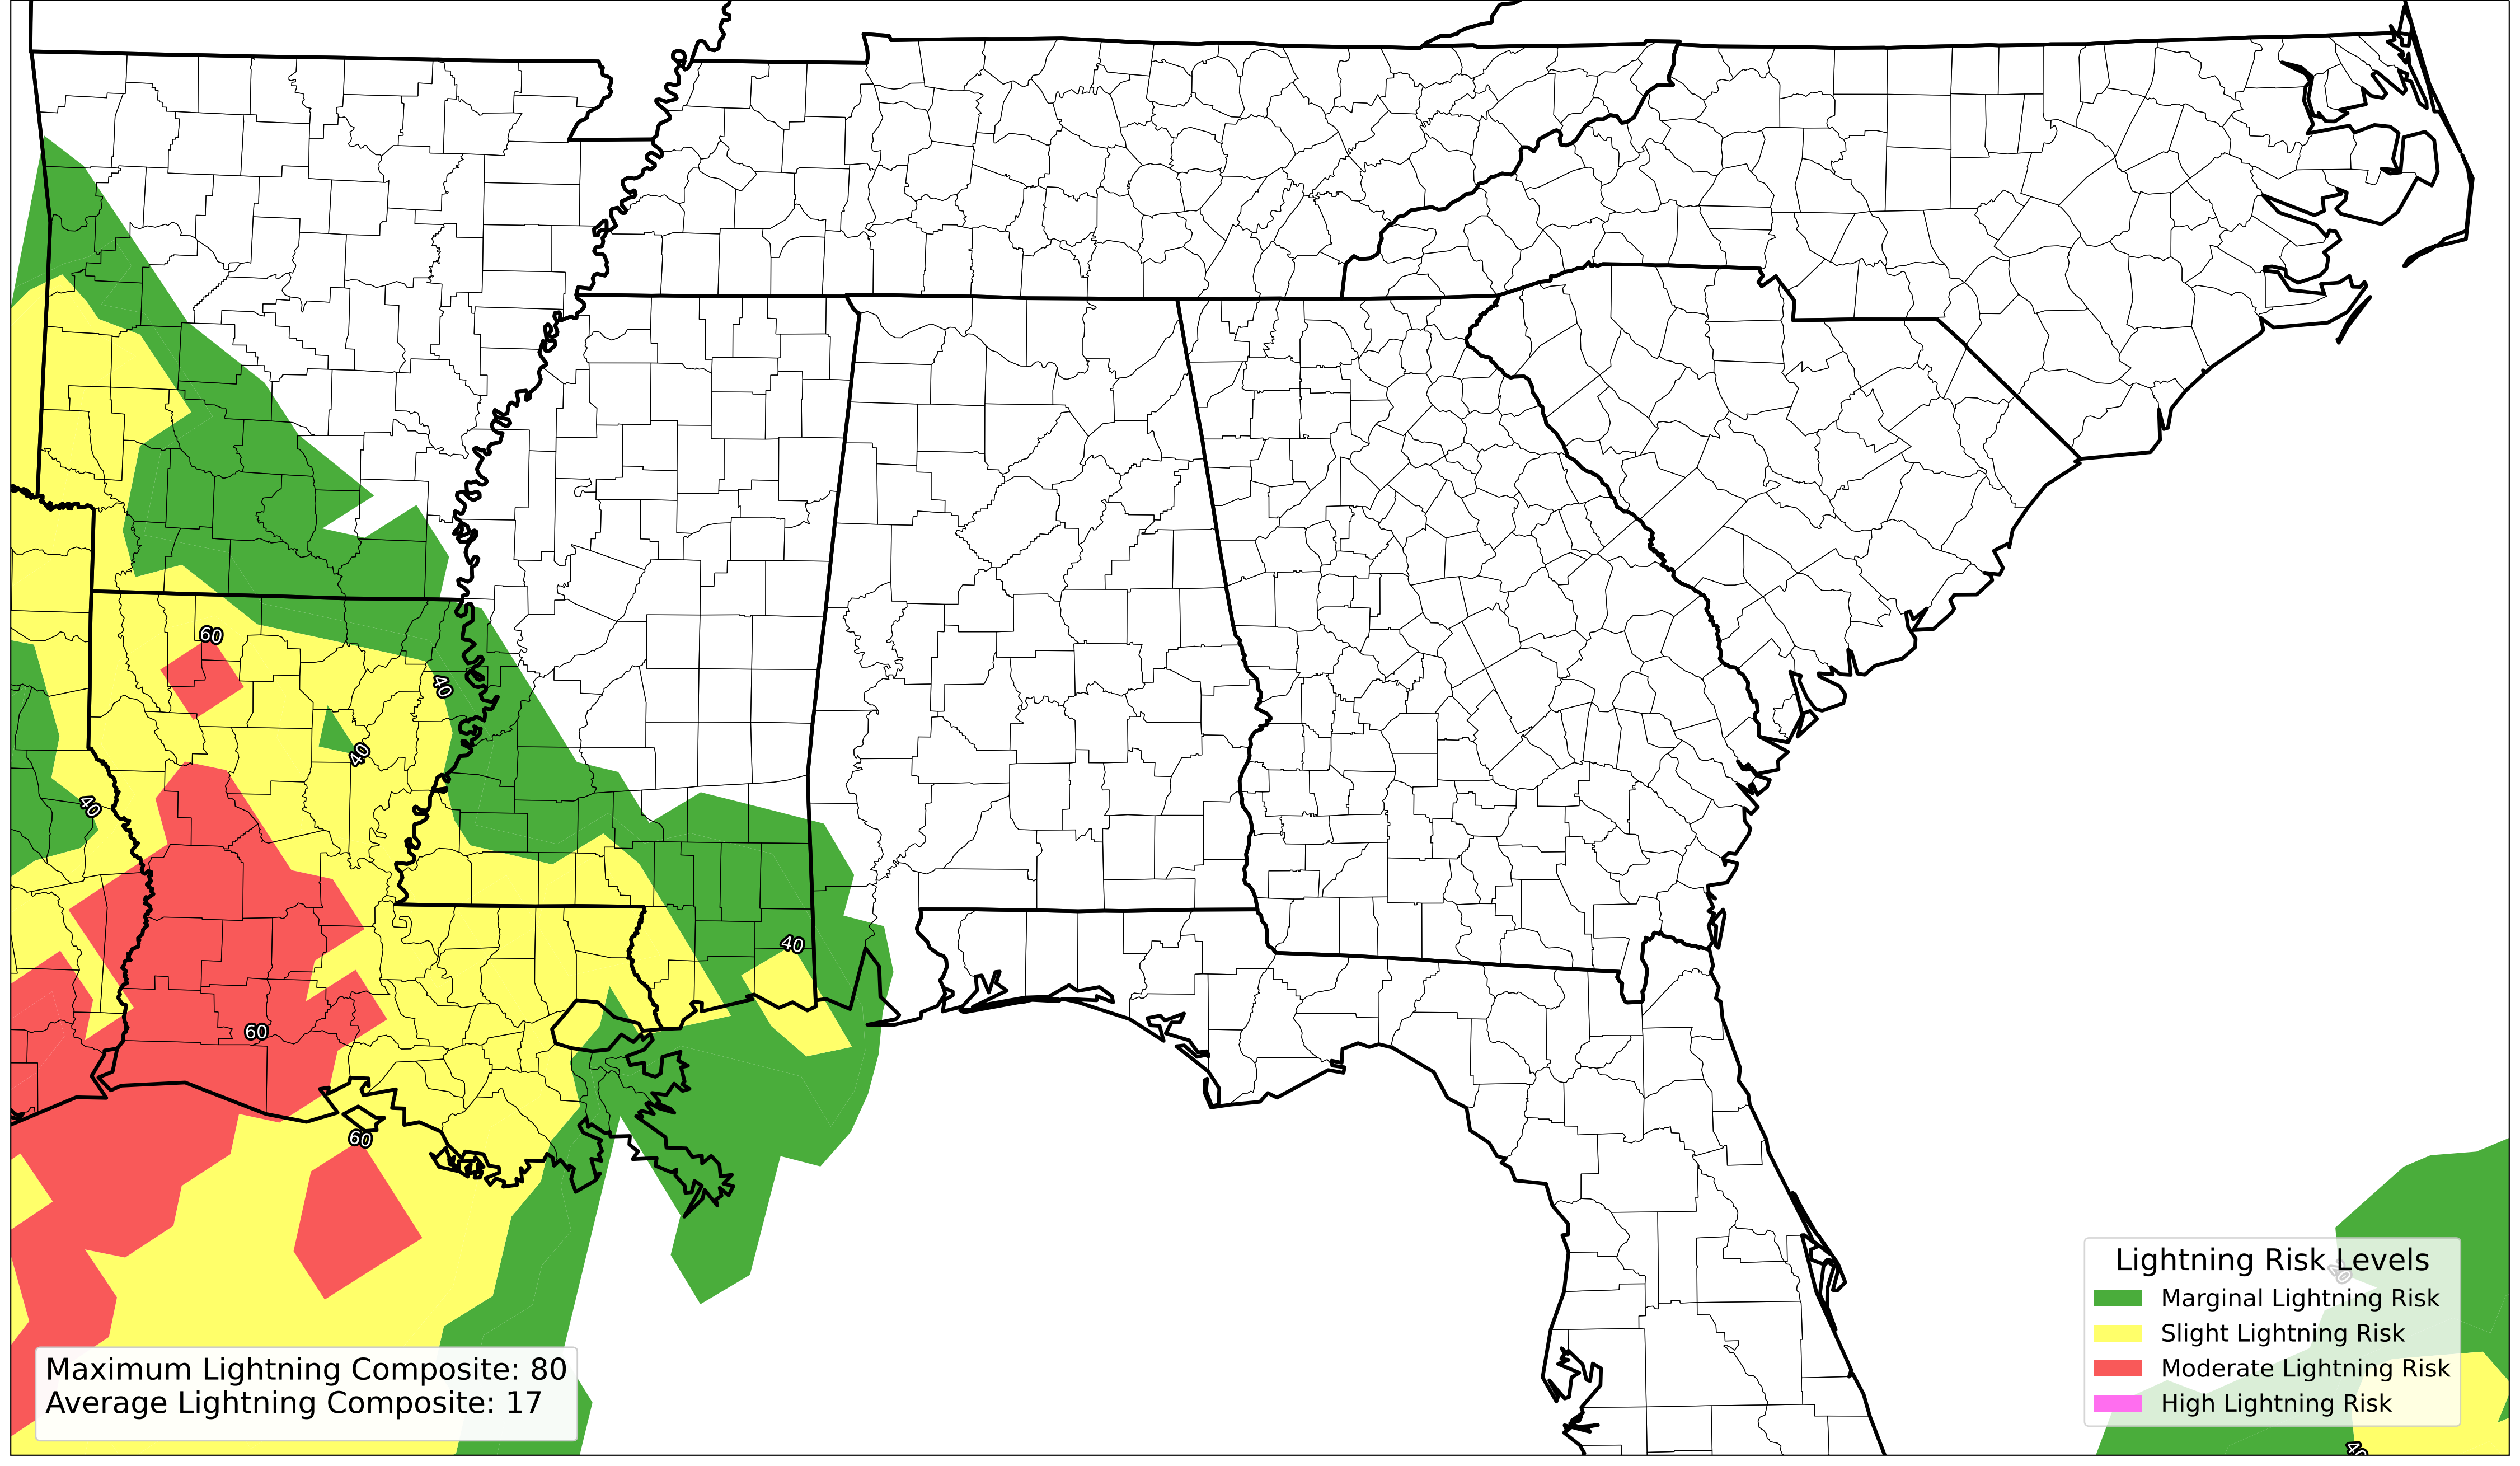 60
40
40
40
40
60
60
20
Lightning Risk Levels
Marginal Lightning Risk
Slight Lightning Risk
Moderate Lightning Risk
High Lightning Risk
Maximum Lightning Composite: 80
Average Lightning Composite: 17